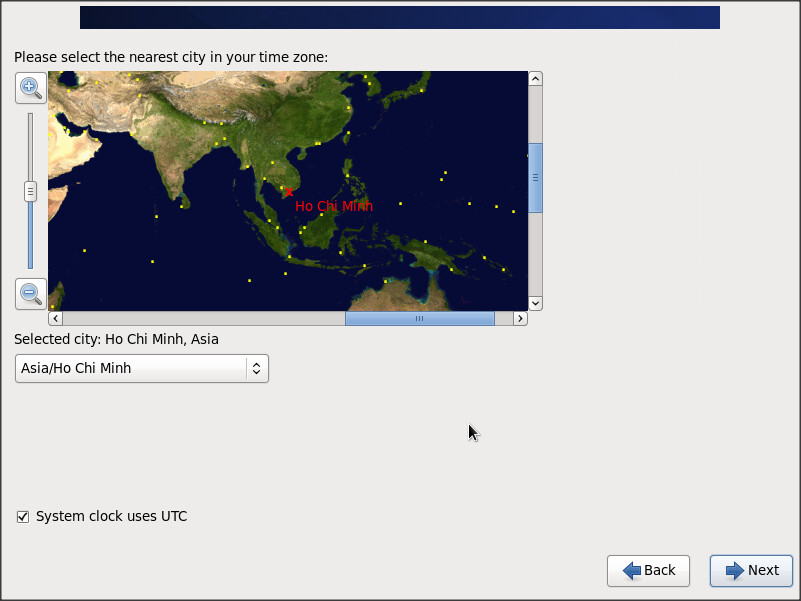 Please select the nearest city in your time zone:
Ho Chi Minh
Selected city: Ho Chi Minh, Asia
Asia/Ho Chi Minh
System clock uses UTC
Back
Next